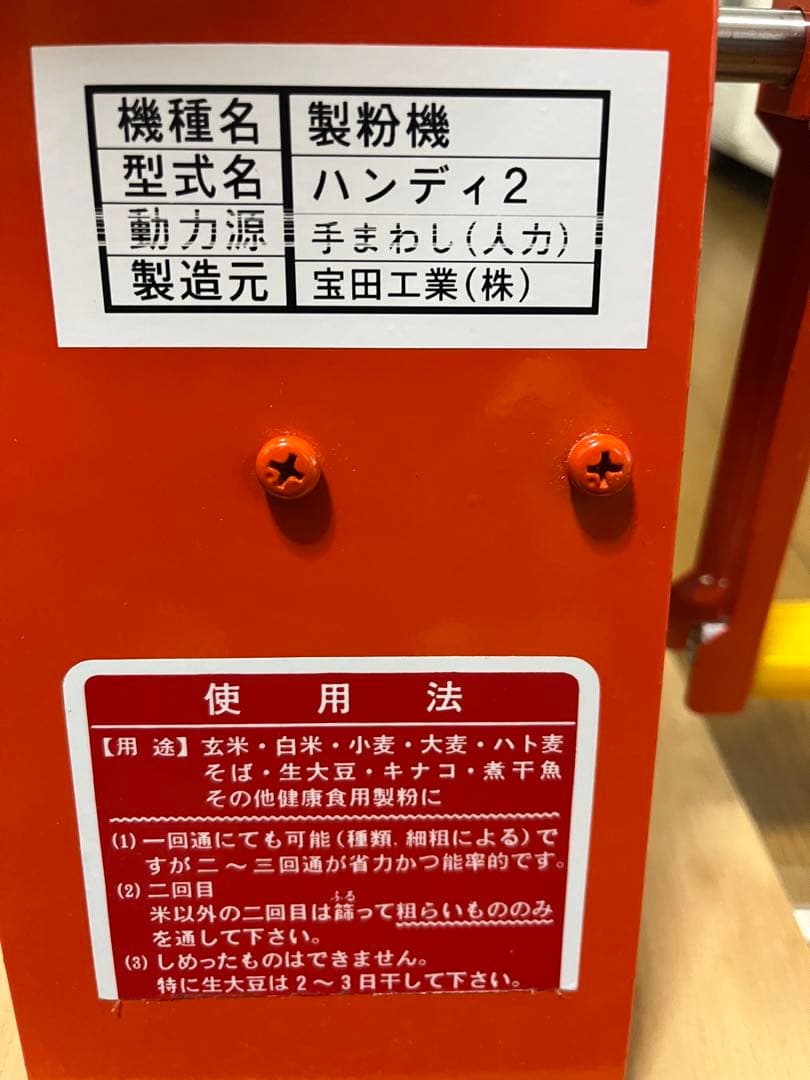 機種名 製粉機
型式名 ハンディ2
動力源 手まわし(人力)
製造元 宝田工業(株)
使用法
【用途】玄米・白米・小麦・大麦・ハト麦
そば・生大豆・キナコ・煮干魚
その他健康食用製粉に
(1) 一回通にても可能(種類.細粗による)で
すが二～三回通が省力かつ能率的です。
(2) 二回目
ふる
米以外の二回目は篩って粗らいもののみ
を通して下さい。
(3) しめったものはできません。
特に生大豆は2～3日干して下さい。